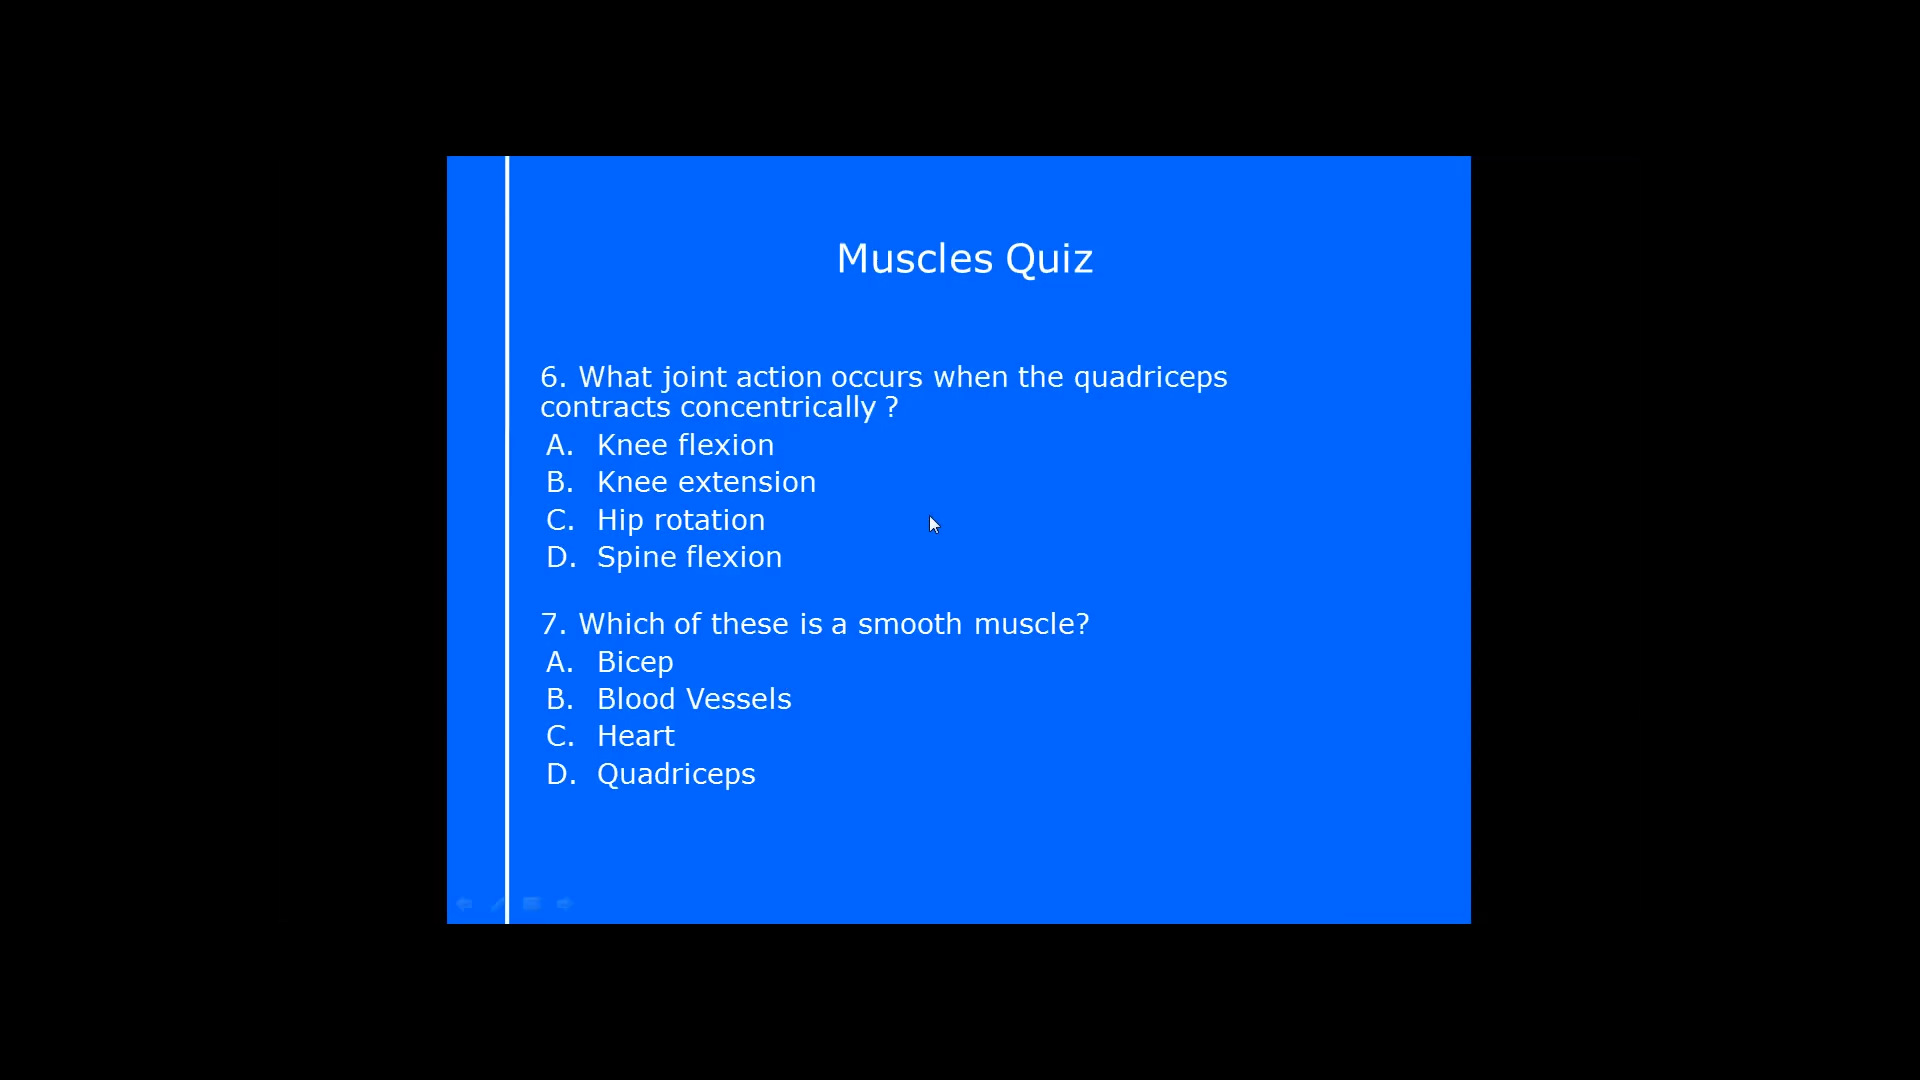 Muscles Quiz
6. What joint action occurs when the quadriceps
contracts concentrically ?
A. Knee flexion
B. Knee extension
C. Hip rotation
D. Spine flexion
7. Which of these is a smooth muscle?
A. Bicep
B. Blood Vessels
C. Heart
D. Quadriceps